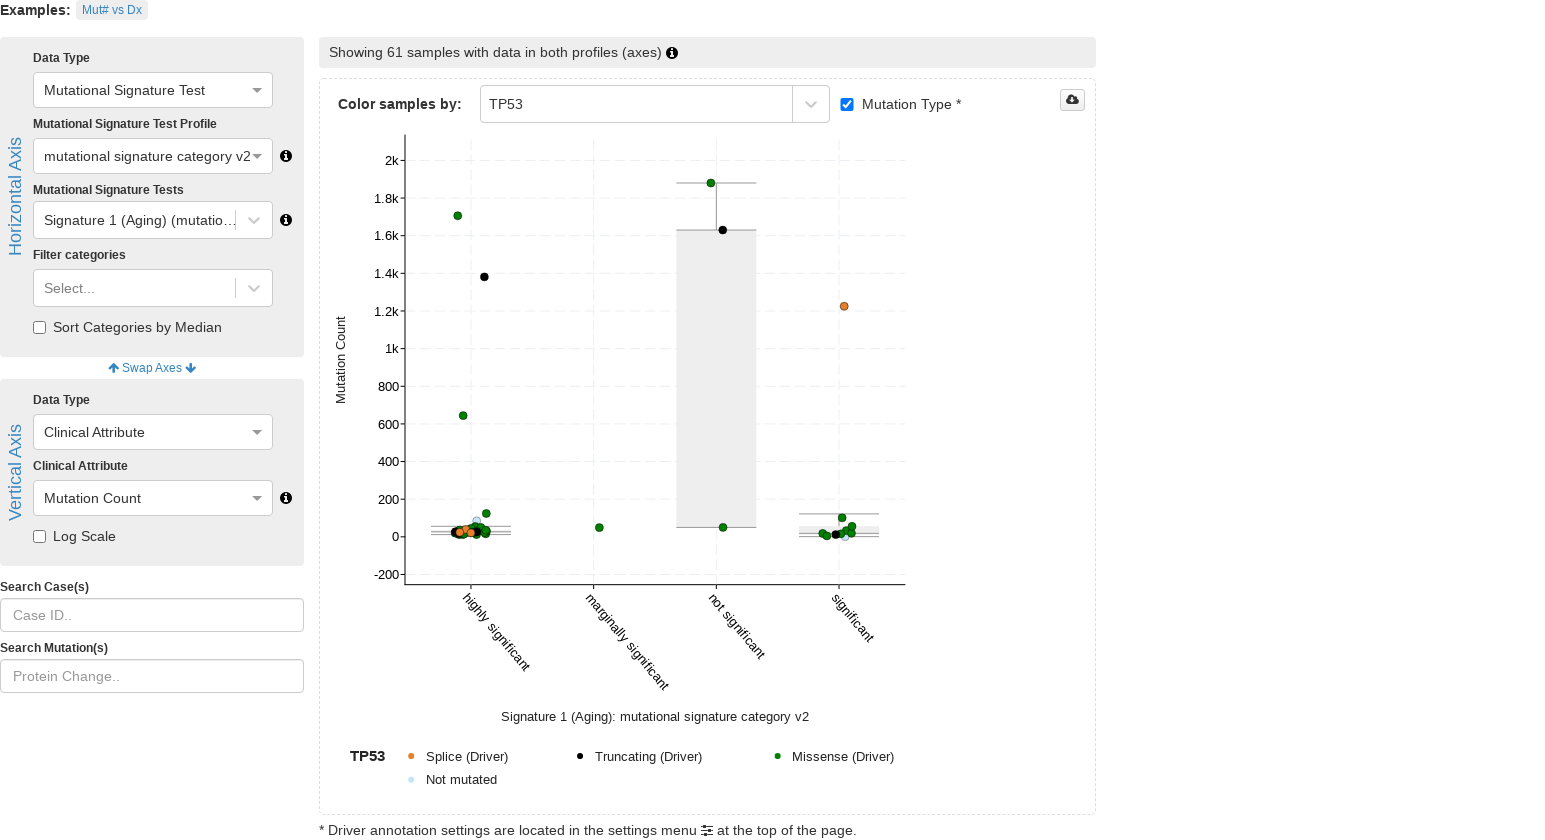 Examples: Mut# vs Dx
Horizontal Axis
Data Type
Mutational Signature Test
Mutational Signature Test Profile
mutational signature category v2
Mutational Signature Tests
Signature 1 (Aging) (mutatio...
Filter categories
Select...
Sort Categories by Median
Swap Axes
Vertical Axis
Data Type
Clinical Attribute
Clinical Attribute
Mutation Count
Log Scale
Search Case(s)
Case ID..
Search Mutation(s)
Protein Change..
Showing 61 samples with data in both profiles (axes)
Color samples by: TP53 Mutation Type *
Mutation Count
2k
1.8k
1.6k
1.4k
1.2k
1k
800
600
400
200
0
-200
highly significant
marginally significant
not significant
significant
Signature 1 (Aging): mutational signature category v2
TP53 Splice (Driver) Truncating (Driver) Missense (Driver)
Not mutated
* Driver annotation settings are located in the settings menu at the top of the page.